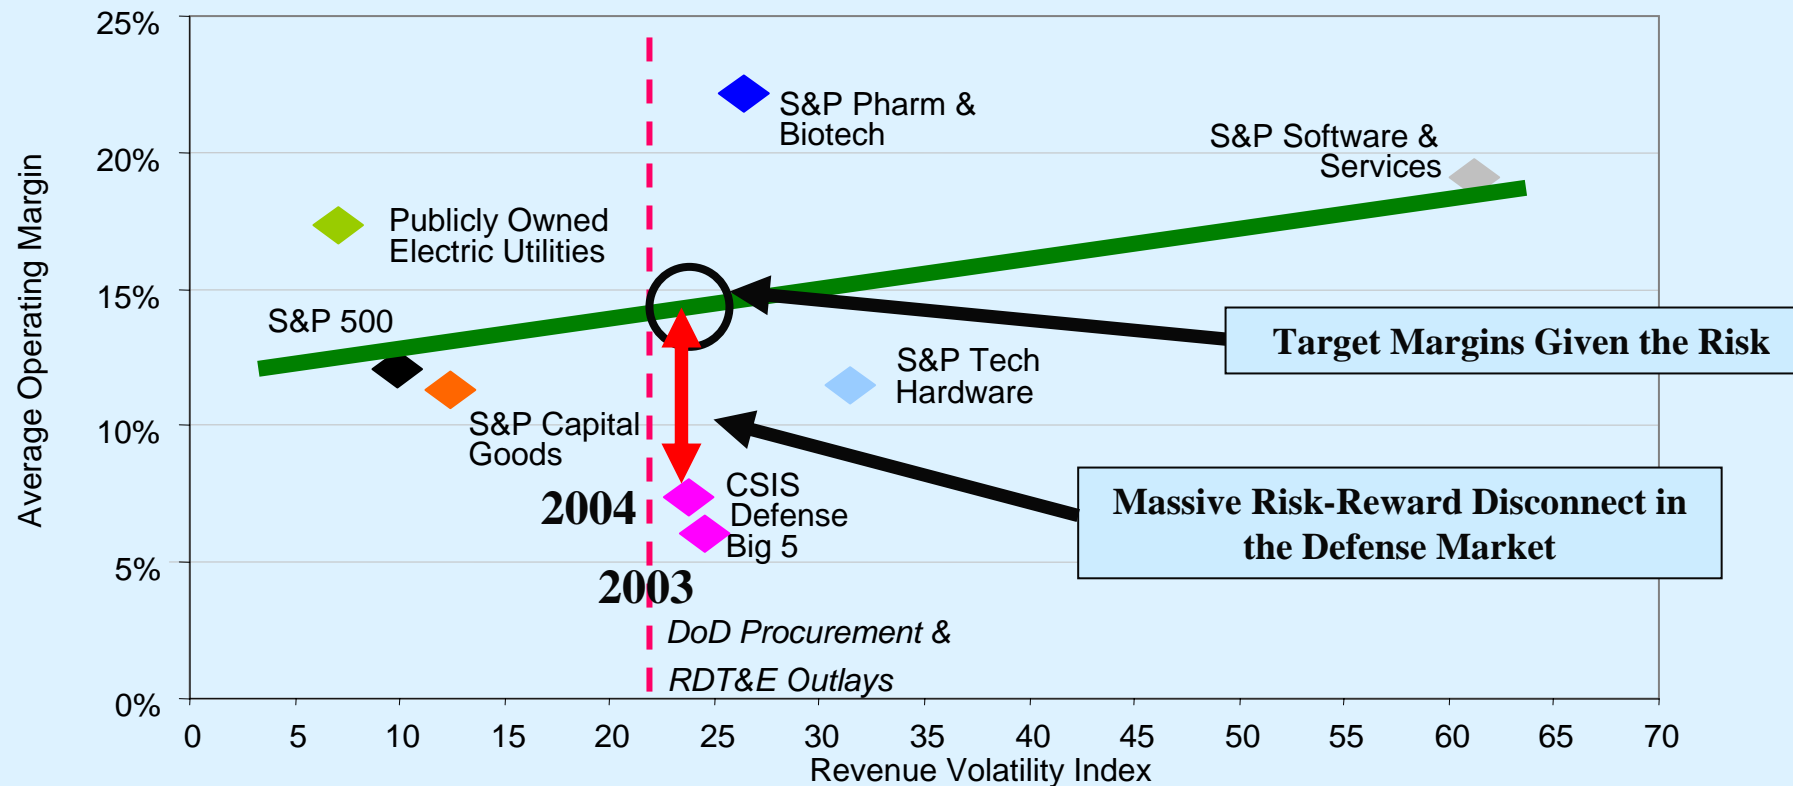 25%
20%
15%
10%
5%
0%
Average Operating Margin
S&P Pharm &
Biotech
S&P Software &
Services
Publicly Owned
Electric Utilities
S&P 500
Target Margins Given the Risk
S&P Tech
Hardware
S&P Capital
Goods
CSIS
Defense
Big 5
2004
2003
Massive Risk-Reward Disconnect in
the Defense Market
DoD Procurement &
RDT&E Outlays
0 5 10 15 20 25 30 35 40 45 50 55 60 65 70
Revenue Volatility Index